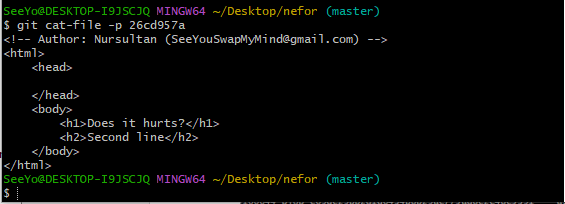 SeeYo@DESKTOP-I9JSCJQ MINGW64 ~/Desktop/nefor (master)
$ git cat-file -p 26cd957a
<!-- Author: Nursultan (SeeYouSwapMyMind@gmail.com) -->
<html>
    <head>

    </head>
    <body>
        <h1>Does it hurts?</h1>
        <h2>Second line</h2>
    </body>
</html>
SeeYo@DESKTOP-I9JSCJQ MINGW64 ~/Desktop/nefor (master)
$